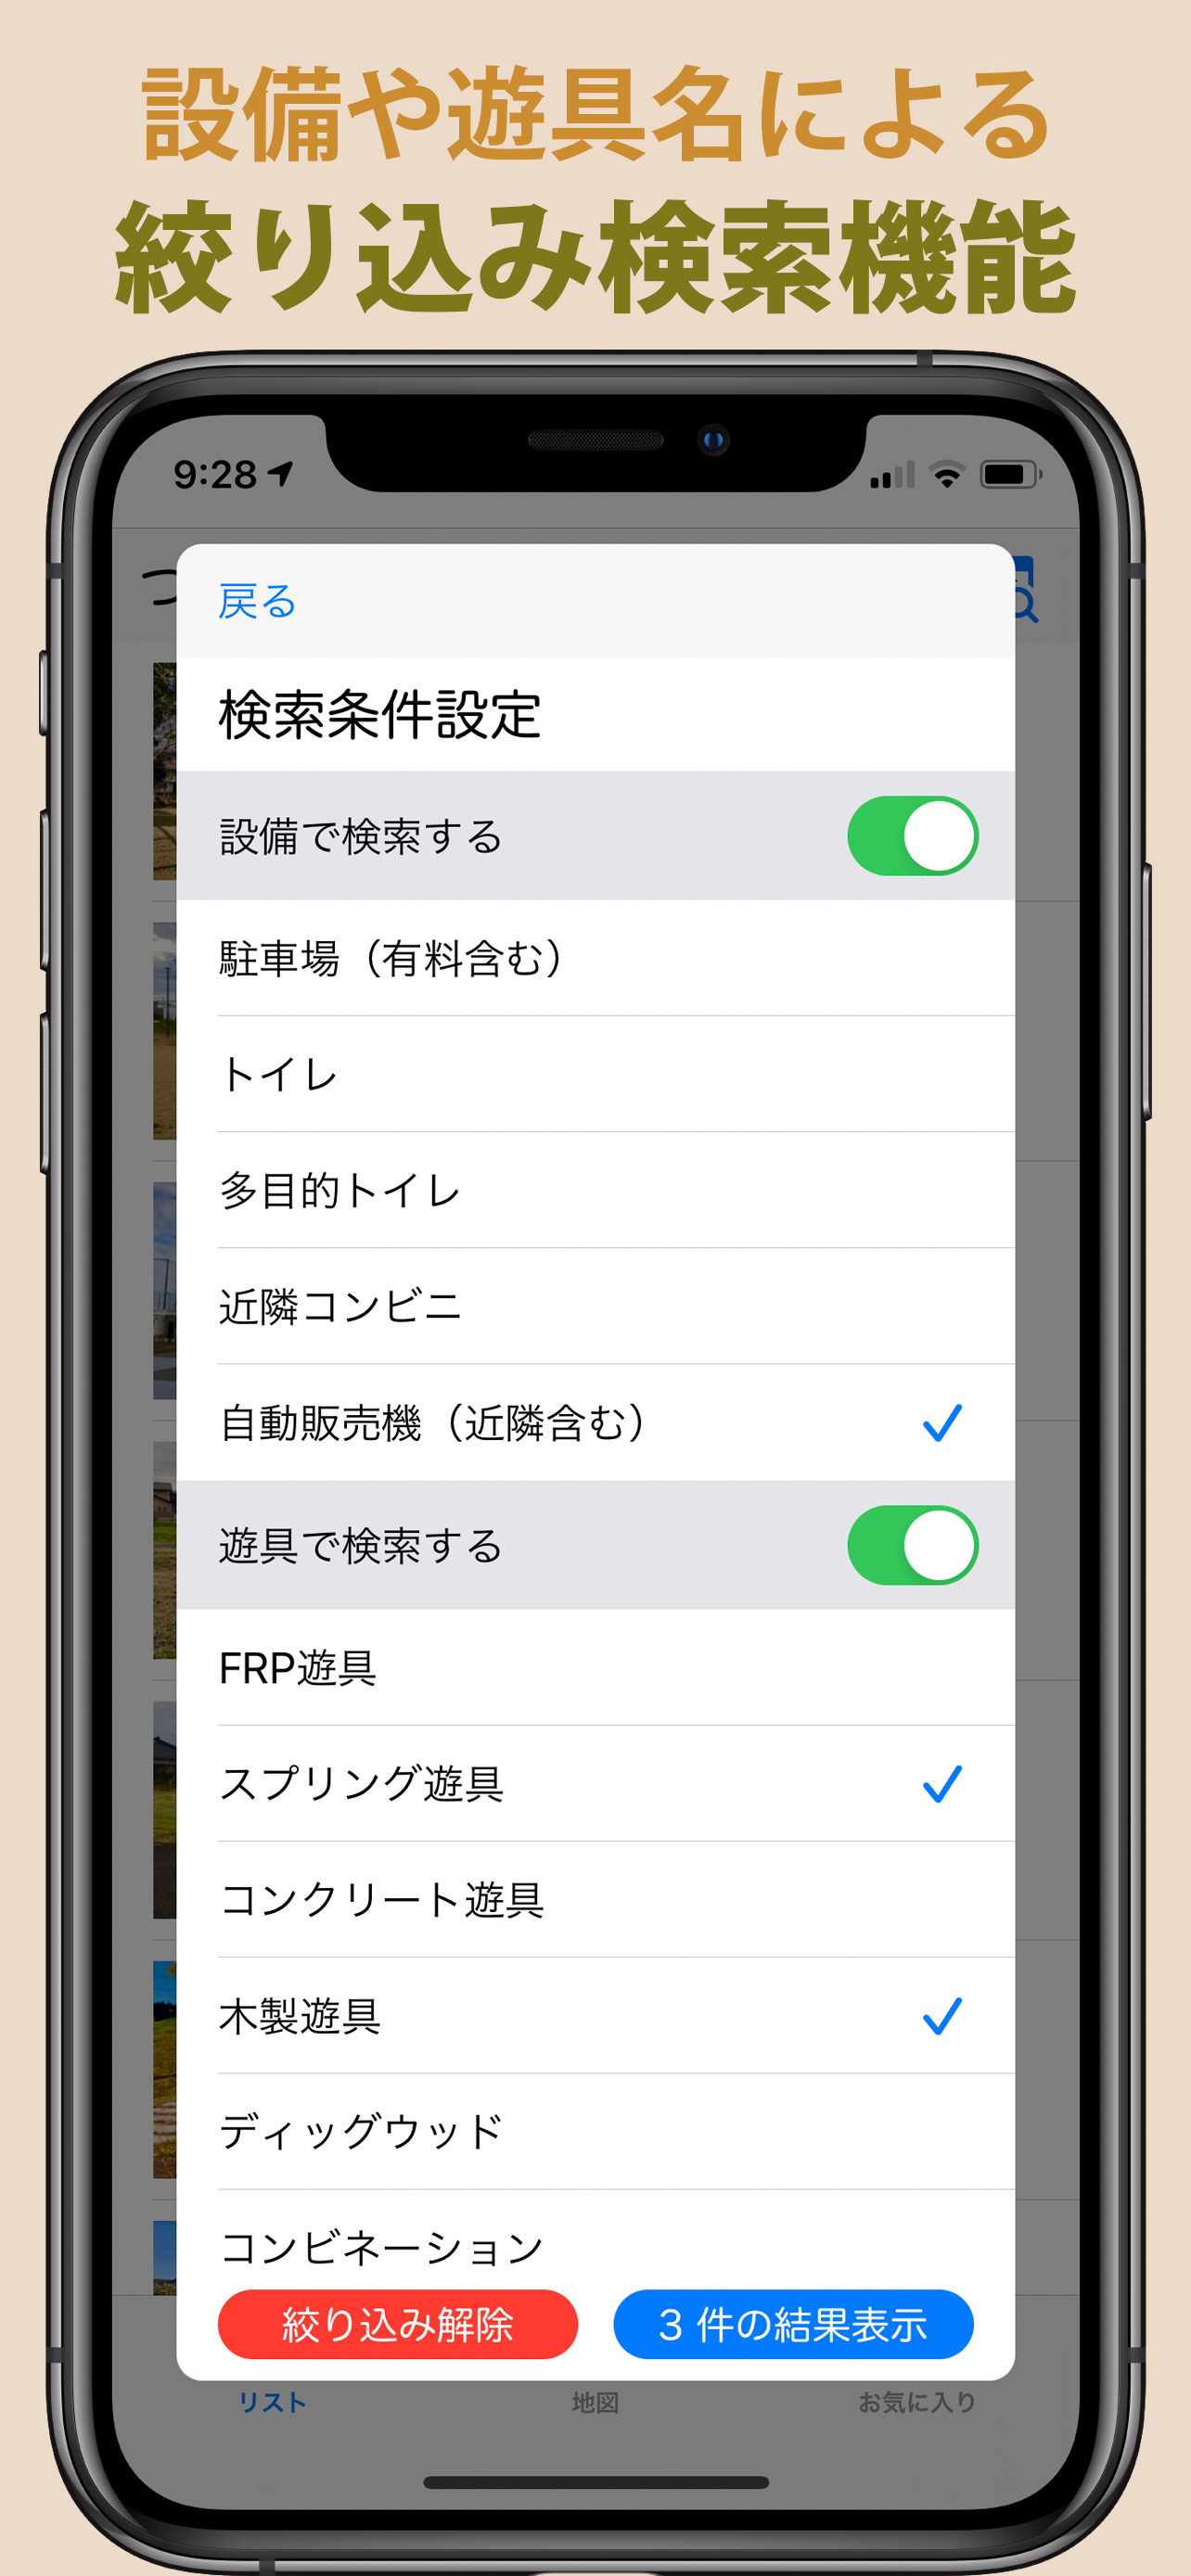 設備や遊具名による
絞り込み検索機能
9:28
つ
戻る
検索条件設定
設備で検索する
駐車場（有料含む）
トイレ
多目的トイレ
近隣コンビニ
自動販売機（近隣含む）
遊具で検索する
FRP遊具
スプリング遊具
コンクリート遊具
木製遊具
ディッグウッド
コンビネーション
絞り込み解除
3 件の結果表示
リスト
地図
お気に入り